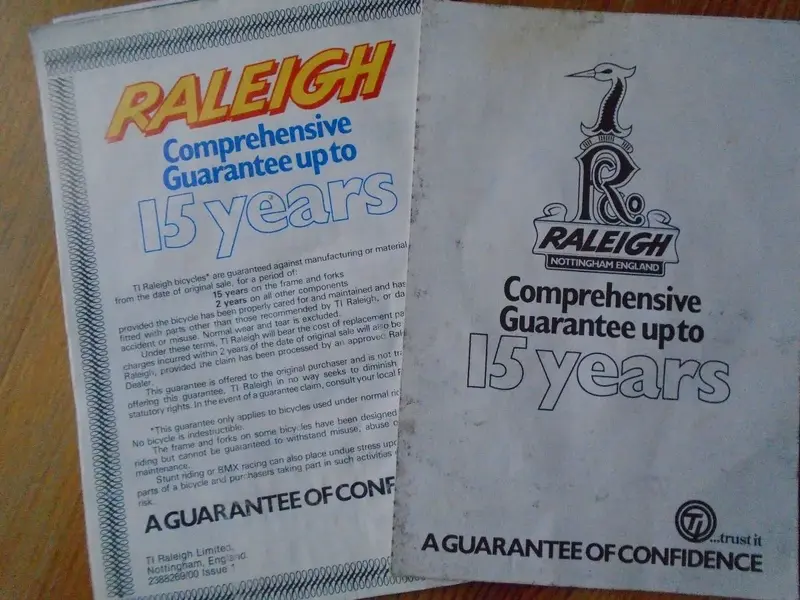 RALEIGH
Comprehensive
Guarantee up to
15 years
TI Raleigh bicycles* are guaranteed against manufacturing or material
from the date of original sale, for a period of:
15 years on the frame and forks
2 years on all other components
provided the bicycle has been properly cared for and maintained and has
fitted with parts other than those recommended by TI Raleigh, or da
accident or misuse. Normal wear and tear is excluded.
Under these terms, TI Raleigh will bear the cost of replacement pa
charges incurred within 2 years of the date of original sale will also be
Raleigh, provided the claim has been processed by an approved Ral
Dealer.
This guarantee is offered to the original purchaser and is not tra
offering this guarantee, TI Raleigh in no way seeks to diminish
statutory rights. In the event of a guarantee claim, consult your local
*This guarantee only applies to bicycles used under normal
No bicycle is indestructible.
The frame and forks on some bicycles have been designed
riding but cannot be guaranteed to withstand misuse, abuse o
maintenance.
Stunt riding or BMX racing can also place undue stress upo
parts of a bicycle and purchasers taking part in such activities
risk.
A GUARANTEE OF CONF
TI Raleigh Limited,
Nottingham, England.
2388269/00 Issue
R
RALEIGH
NOTTINGHAM ENGLAND
Comprehensive
Guarantee up to
15 years
TI
...trust it
A GUARANTEE OF CONFIDENCE